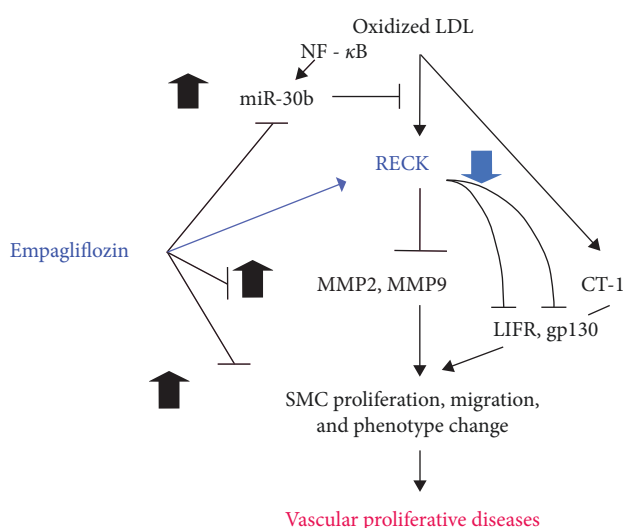 Oxidized LDL
NF - κB
miR-30b
RECK
Empagliflozin
MMP2, MMP9
CT-1
LIFR, gp130
SMC proliferation, migration,
and phenotype change
Vascular proliferative diseases